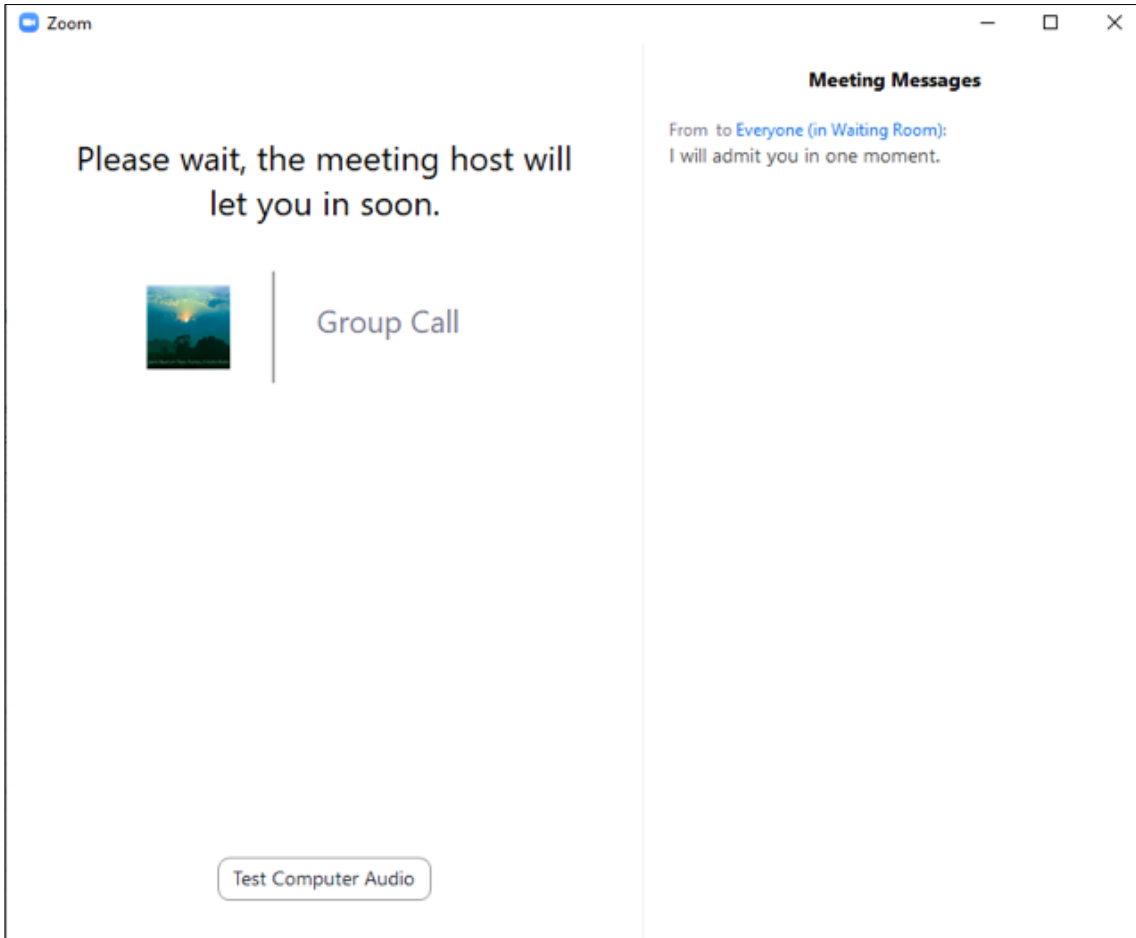 Zoom
Please wait, the meeting host will
let you in soon.
Group Call
Test Computer Audio
Meeting Messages
From to Everyone (in Waiting Room):
I will admit you in one moment.